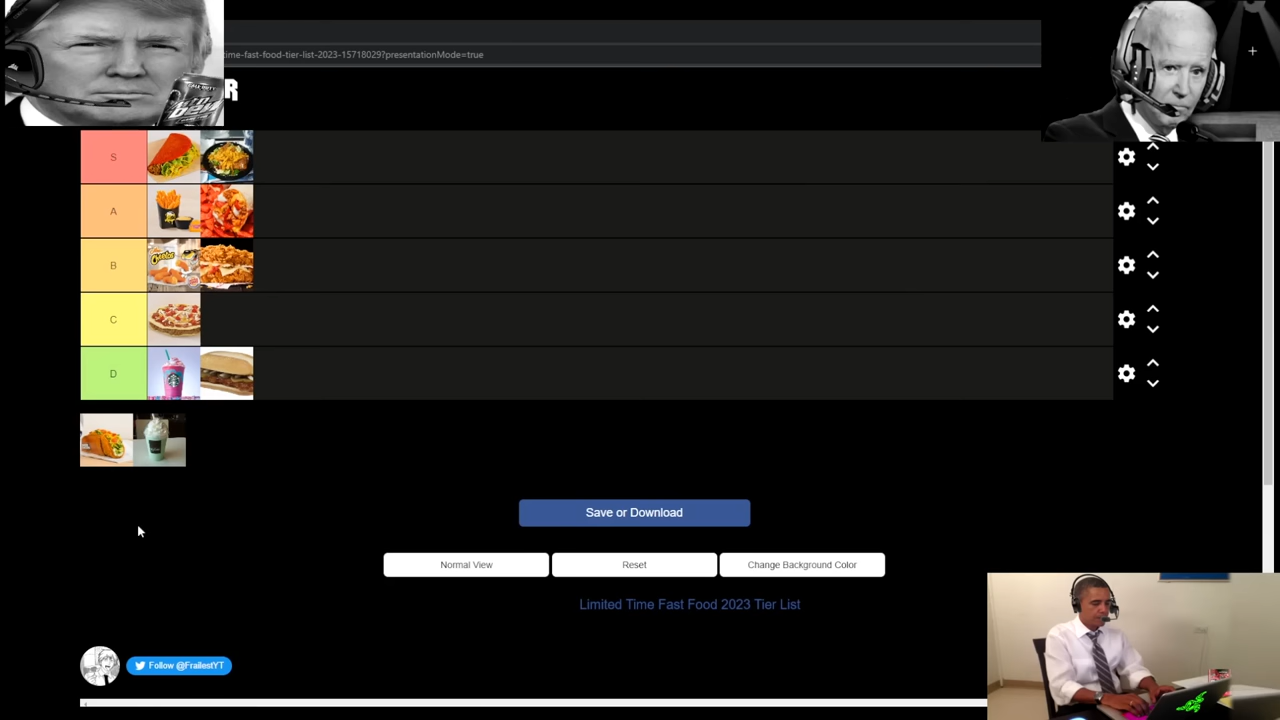 time-fast-food-tier-list-2023-15718029?presentationMode=true
R
S
A
B
Cheetos
C
D
Save or Download
Normal View
Reset
Change Background Color
Limited Time Fast Food 2023 Tier List
Follow @FrailestYT